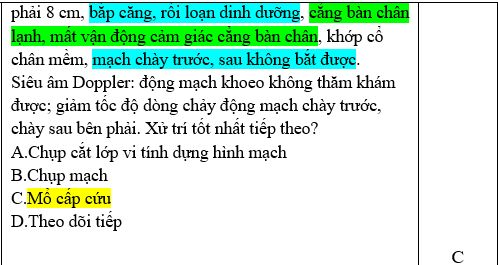 phải 8 cm, bắp căng, rối loạn dinh dưỡng, cẳng bàn chân
lạnh, mất vận động cảm giác cẳng bàn chân, khớp cổ
chân mềm, mạch chày trước, sau không bắt được.
Siêu âm Doppler: động mạch khoeo không thăm khám
được; giảm tốc độ dòng chảy động mạch chày trước,
chày sau bên phải. Xử trí tốt nhất tiếp theo?
A.Chụp cắt lớp vi tính dựng hình mạch
B.Chụp mạch
C.Mổ cấp cứu
D.Theo dõi tiếp
C